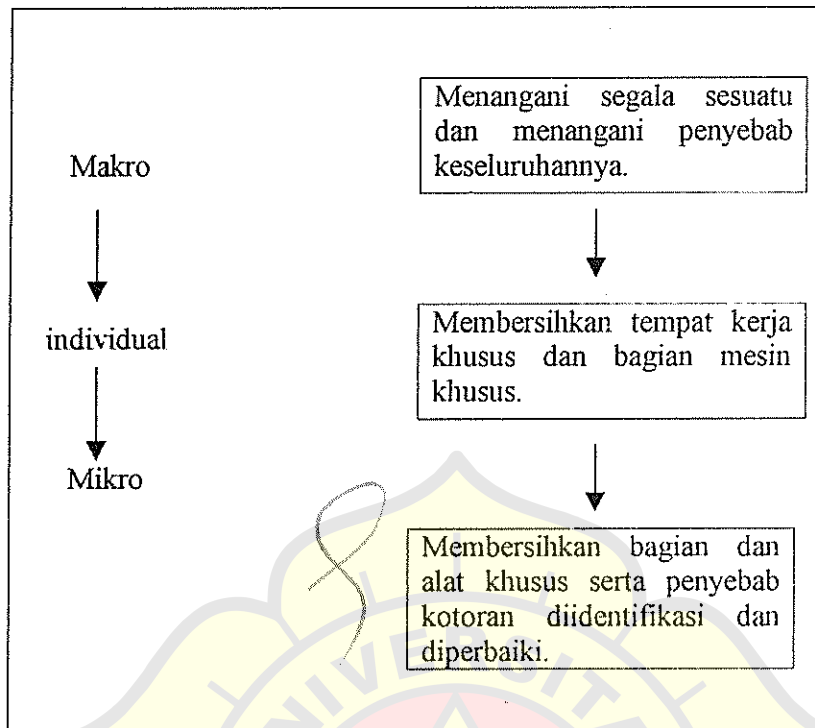 Makro
individual
Mikro
Menangani segala sesuatu
dan menangani penyebab
keseluruhannya.
Membersihkan tempat kerja
khusus dan bagian mesin
khusus.
Membersihkan bagian dan
alat khusus serta penyebab
kotoran diidentifikasi dan
diperbaiki.
UNIVERSITA